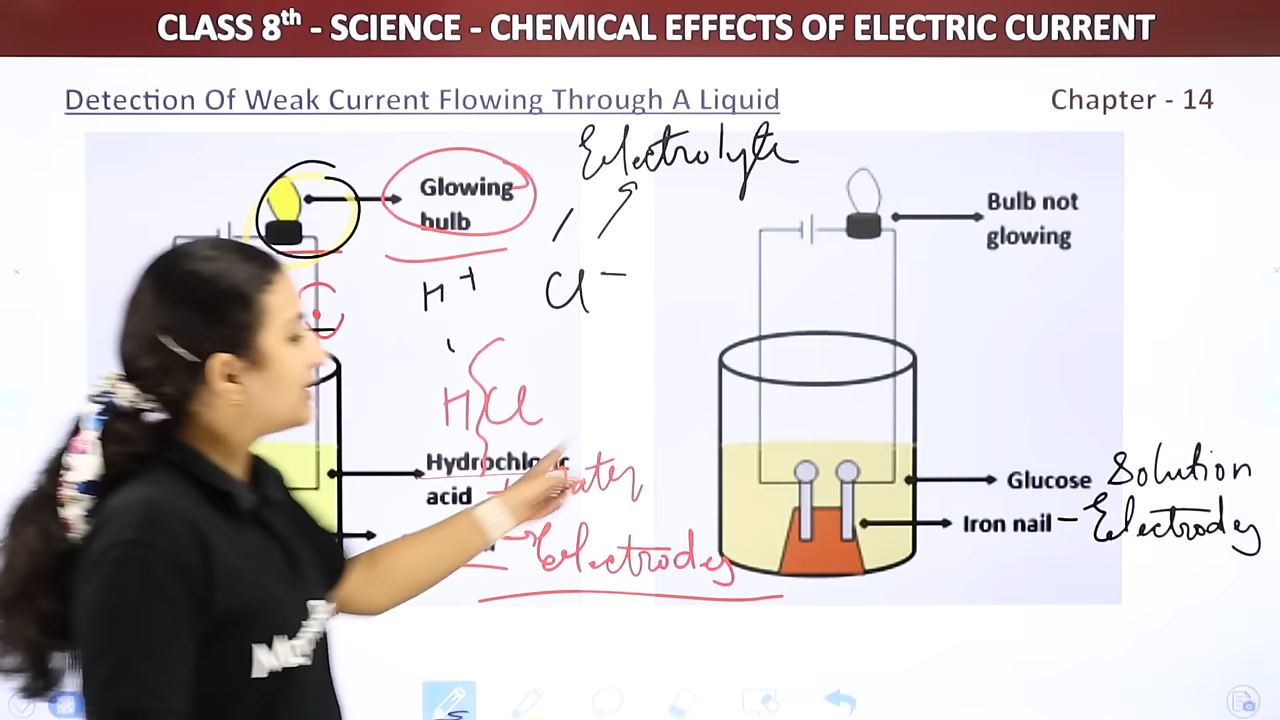 CLASS 8th - SCIENCE - CHEMICAL EFFECTS OF ELECTRIC CURRENT
Detection Of Weak Current Flowing Through A Liquid
Chapter - 14
Electrolyte
Glowing
bulb
Bulb not
glowing
H+ Cl-
HCl
Hydrochloric
acid
Glucose Solution
Iron nail - Electrodes
Electrodes